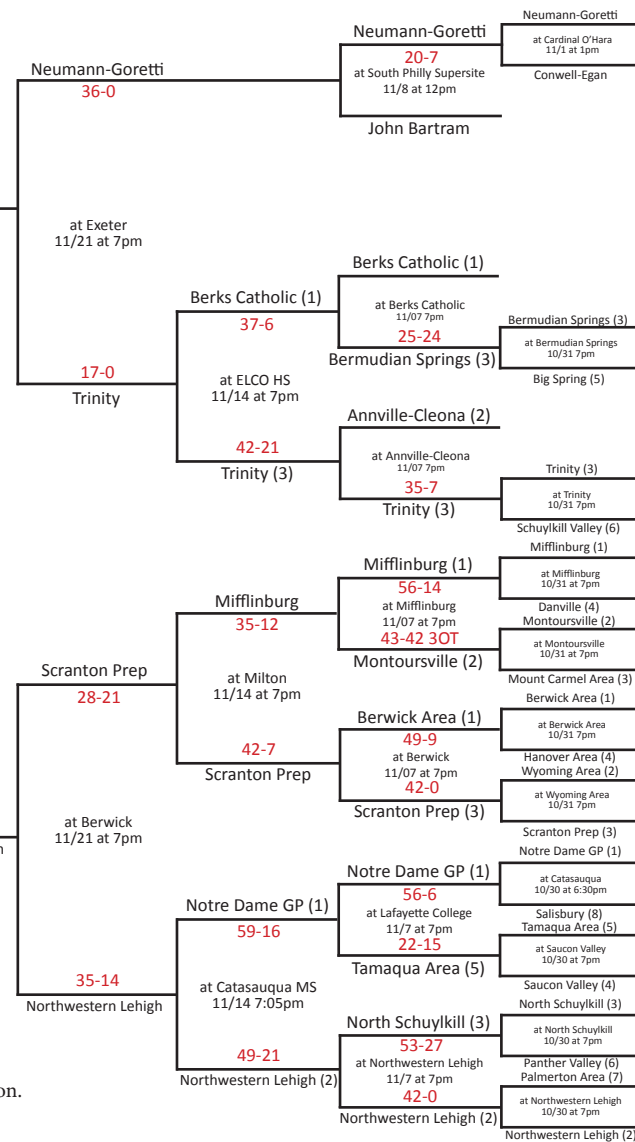 Neumann-Goretti
at Cardinal O’Hara
11/1 at 1pm
Conwell-Egan
Neumann-Goretti
20-7
at South Philly Supersite
11/8 at 12pm
John Bartram
Neumann-Goretti
36-0
at Exeter
11/21 at 7pm
17-0
Trinity
Berks Catholic (1)
37-6
at ELCO HS
11/14 at 7pm
42-21
Trinity (3)
Berks Catholic (1)
at Berks Catholic
11/07 7pm
25-24
Bermudian Springs (3)
Bermudian Springs (3)
at Bermudian Springs
10/31 7pm
Big Spring (5)
Annville-Cleona (2)
at Annville-Cleona
11/07 7pm
35-7
Trinity (3)
Trinity (3)
at Trinity
10/31 7pm
Schuylkill Valley (6)
Mifflinburg (1)
at Mifflinburg
10/31 at 7pm
Danville (4)
Montoursville (2)
at Montoursville
10/31 at 7pm
Mount Carmel Area (3)
Mifflinburg (1)
56-14
at Mifflinburg
11/07 at 7pm
43-42 3OT
Montoursville (2)
Mifflinburg
35-12
at Milton
11/14 at 7pm
42-7
Scranton Prep
Scranton Prep
28-21
at Berwick
11/21 at 7pm
35-14
Northwestern Lehigh
Berwick Area (1)
49-9
at Berwick
11/07 at 7pm
42-0
Scranton Prep (3)
Berwick Area (1)
at Berwick Area
10/31 7pm
Hanover Area (4)
Wyoming Area (2)
at Wyoming Area
10/31 7pm
Scranton Prep (3)
Notre Dame GP (1)
at Catasauqua
10/30 at 6:30pm
Salisbury (8)
Tamaqua Area (5)
at Saucon Valley
10/30 at 7pm
Saucon Valley (4)
Notre Dame GP (1)
56-6
at Lafayette College
11/7 at 7pm
22-15
Tamaqua Area (5)
Notre Dame GP (1)
59-16
at Catasauqua MS
11/14 7:05pm
49-21
Northwestern Lehigh (2)
North Schuylkill (3)
53-27
at Northwestern Lehigh
11/7 at 7pm
42-0
Northwestern Lehigh (2)
North Schuylkill (3)
at North Schuylkill
10/30 at 7pm
Panther Valley (6)
Palmerton Area (7)
at Northwestern Lehigh
10/30 at 7pm
Northwestern Lehigh (2)
on.